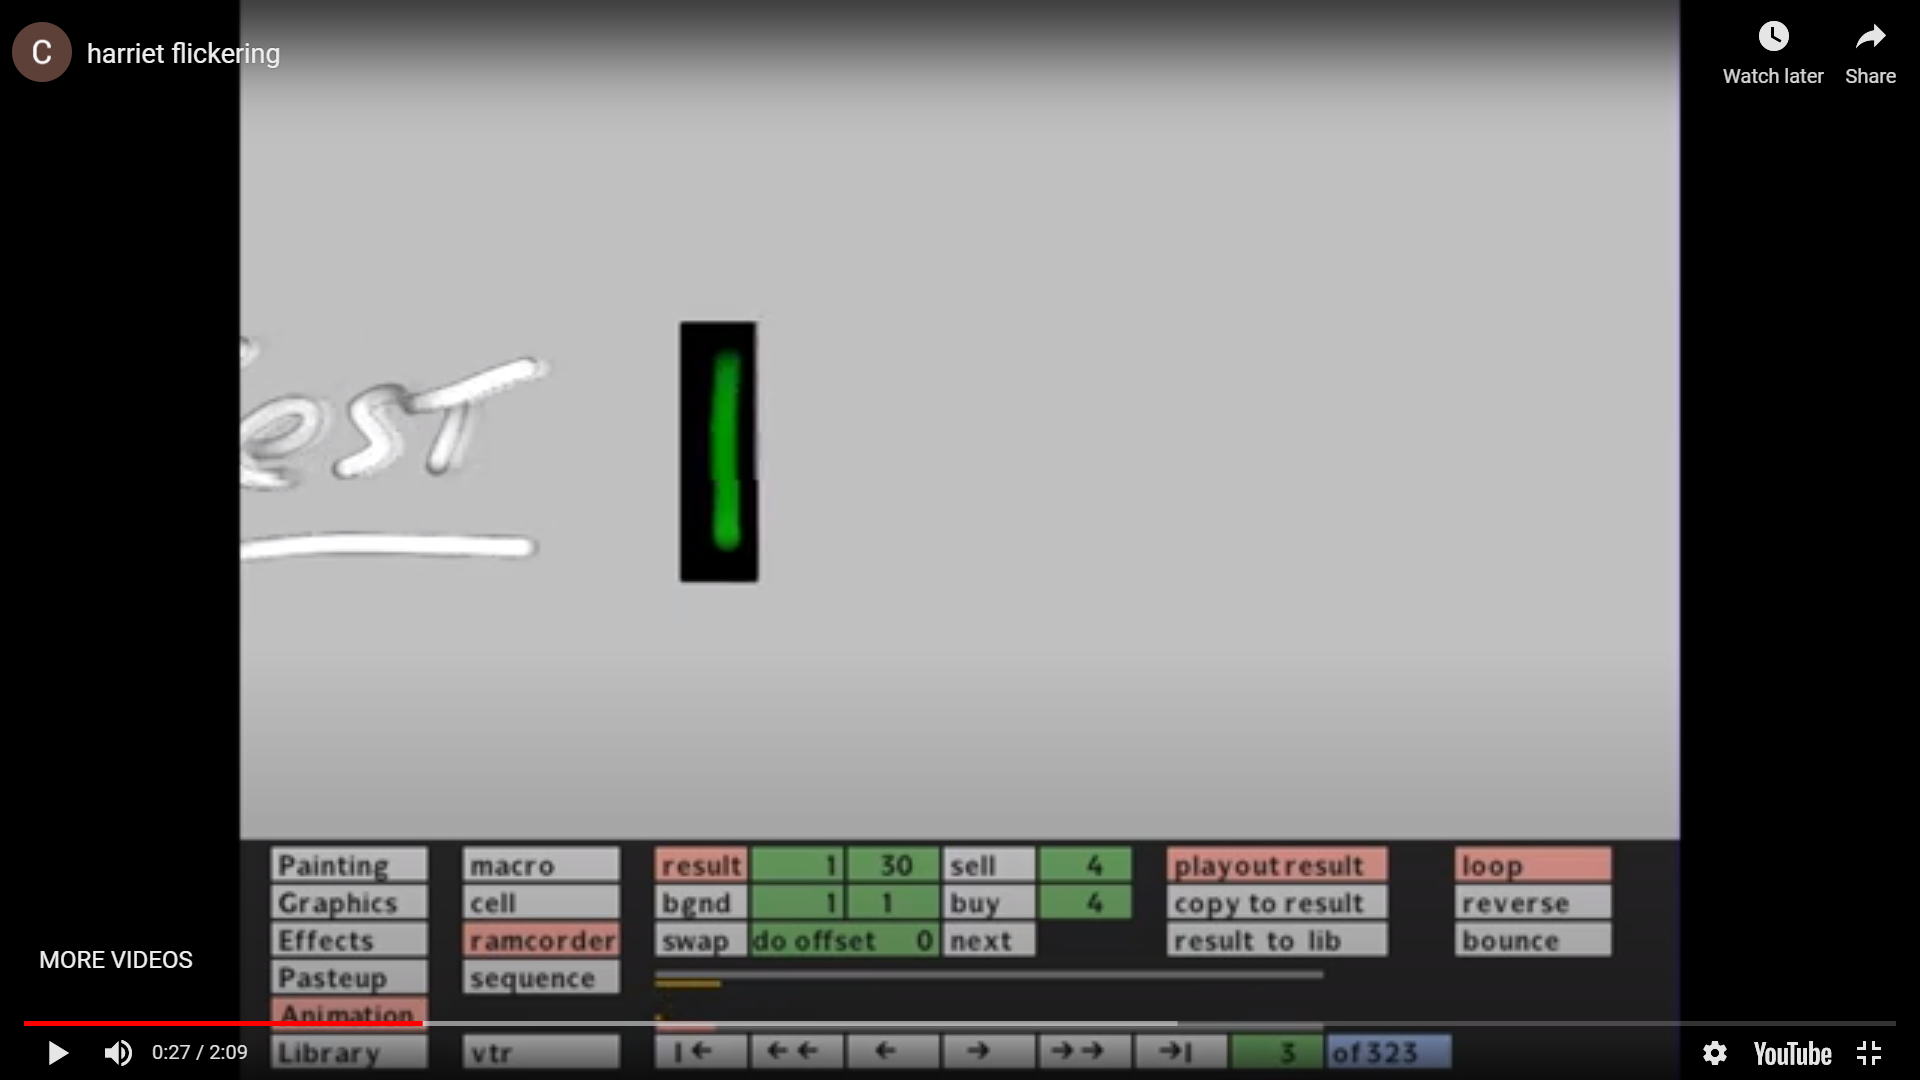 C harriet flickering
Watch later Share
est
Painting macro result 1 30 sell 4 playout result loop
Graphics cell bgnd 1 1 buy 4 copy to result reverse
Effects ramcorder swap do offset 0 next result to lib bounce
MORE VIDEOS
Pasteup sequence
Animation
Library vtr |← ←← ← → →→ →| 3 of 323
0:27 / 2:09 YouTube